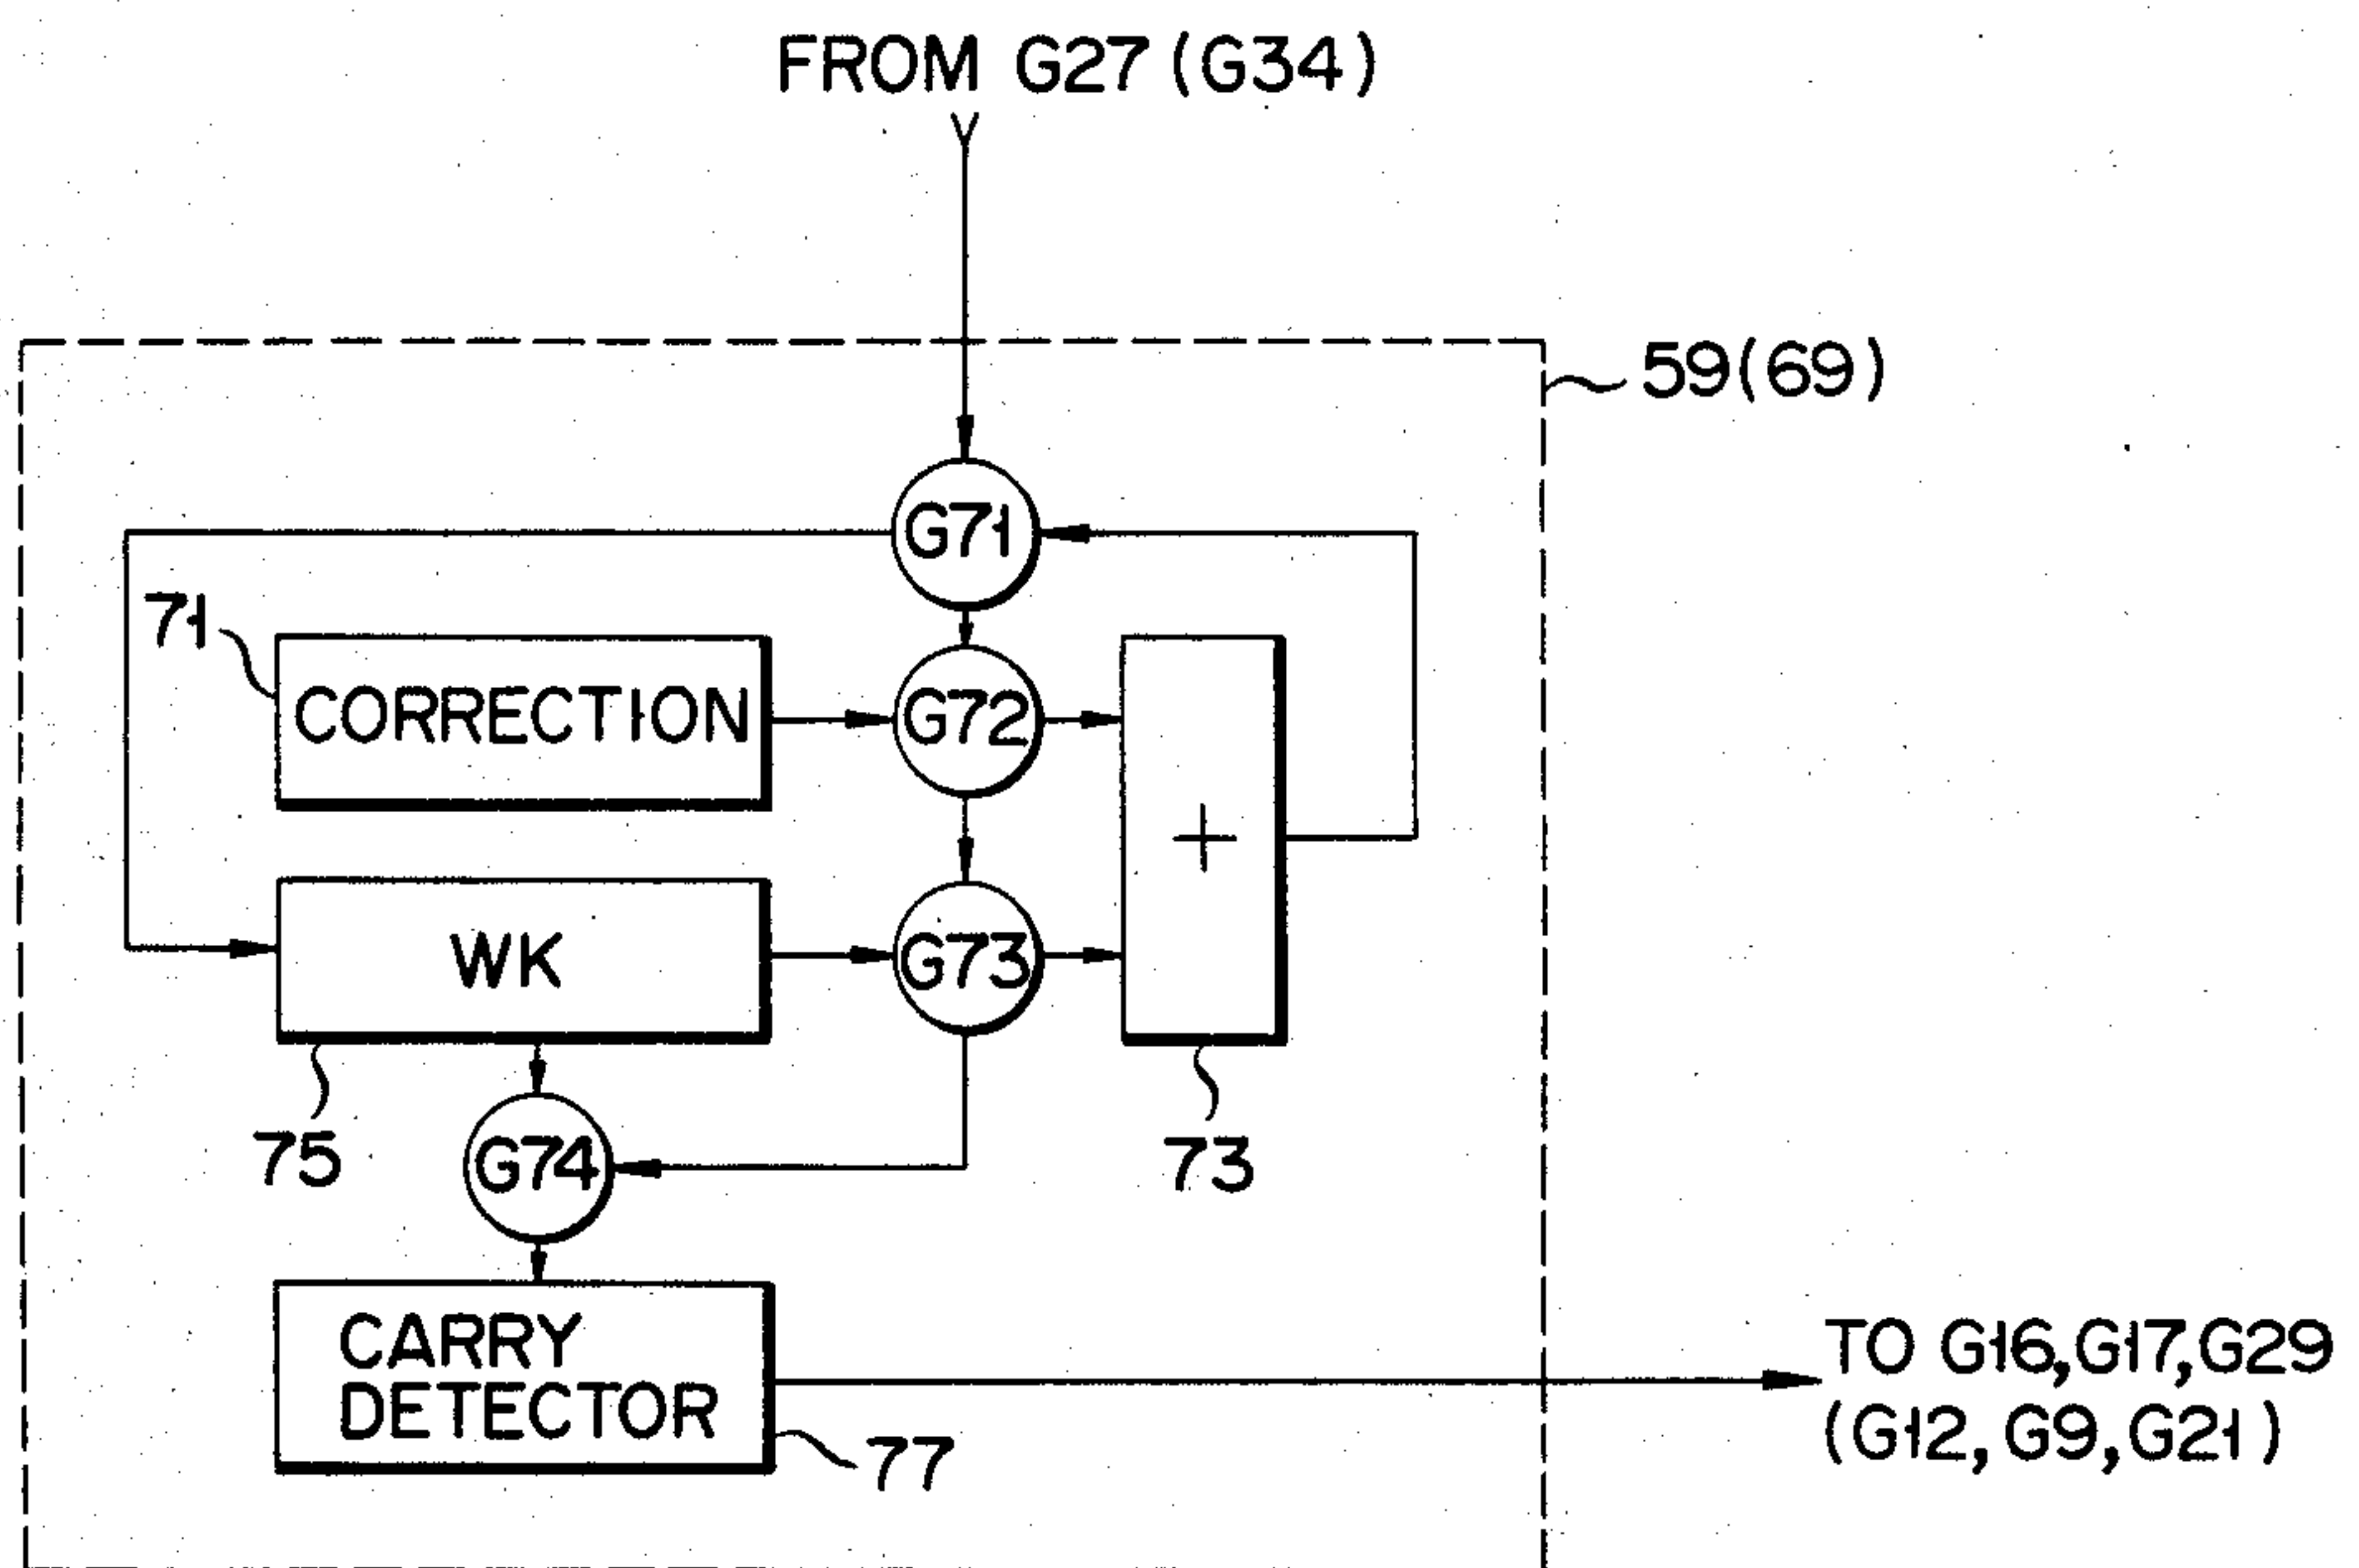 FROM G27 (G34)
59(69)
G71
71
CORRECTION
G72
+
WK
G73
75
G74
73
CARRY
DETECTOR
77
TO G16,G17,G29
(G12, G9, G21)